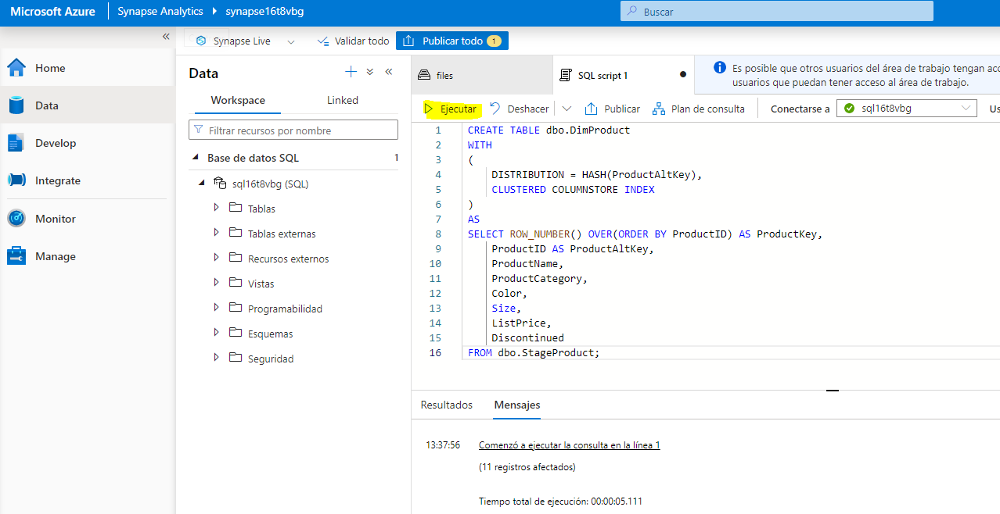 Microsoft Azure Synapse Analytics synapse16t8vbg Buscar
Synapse Live Validar todo Publicar todo 1
Home
Data
Develop
Integrate
Monitor
Manage
Data
Workspace Linked
Filtrar recursos por nombre
Base de datos SQL 1
sql16t8vbg (SQL)
Tablas
Tablas externas
Recursos externos
Vistas
Programabilidad
Esquemas
Seguridad
files SQL script 1
Es posible que otros usuarios del área de trabajo tengan acc
usuarios que puedan tener acceso al área de trabajo.
Ejecutar Deshacer Publicar Plan de consulta Conectarse a sql16t8vbg Us
1 CREATE TABLE dbo.DimProduct
2 WITH
3 (
4 DISTRIBUTION = HASH(ProductAltKey),
5 CLUSTERED COLUMNSTORE INDEX
6 )
7 AS
8 SELECT ROW_NUMBER() OVER(ORDER BY ProductID) AS ProductKey,
9 ProductID AS ProductAltKey,
10 ProductName,
11 ProductCategory,
12 Color,
13 Size,
14 ListPrice,
15 Discontinued
16 FROM dbo.StageProduct;
Resultados Mensajes
13:37:56 Comenzó a ejecutar la consulta en la línea 1
(11 registros afectados)
Tiempo total de ejecución: 00:00:05.111